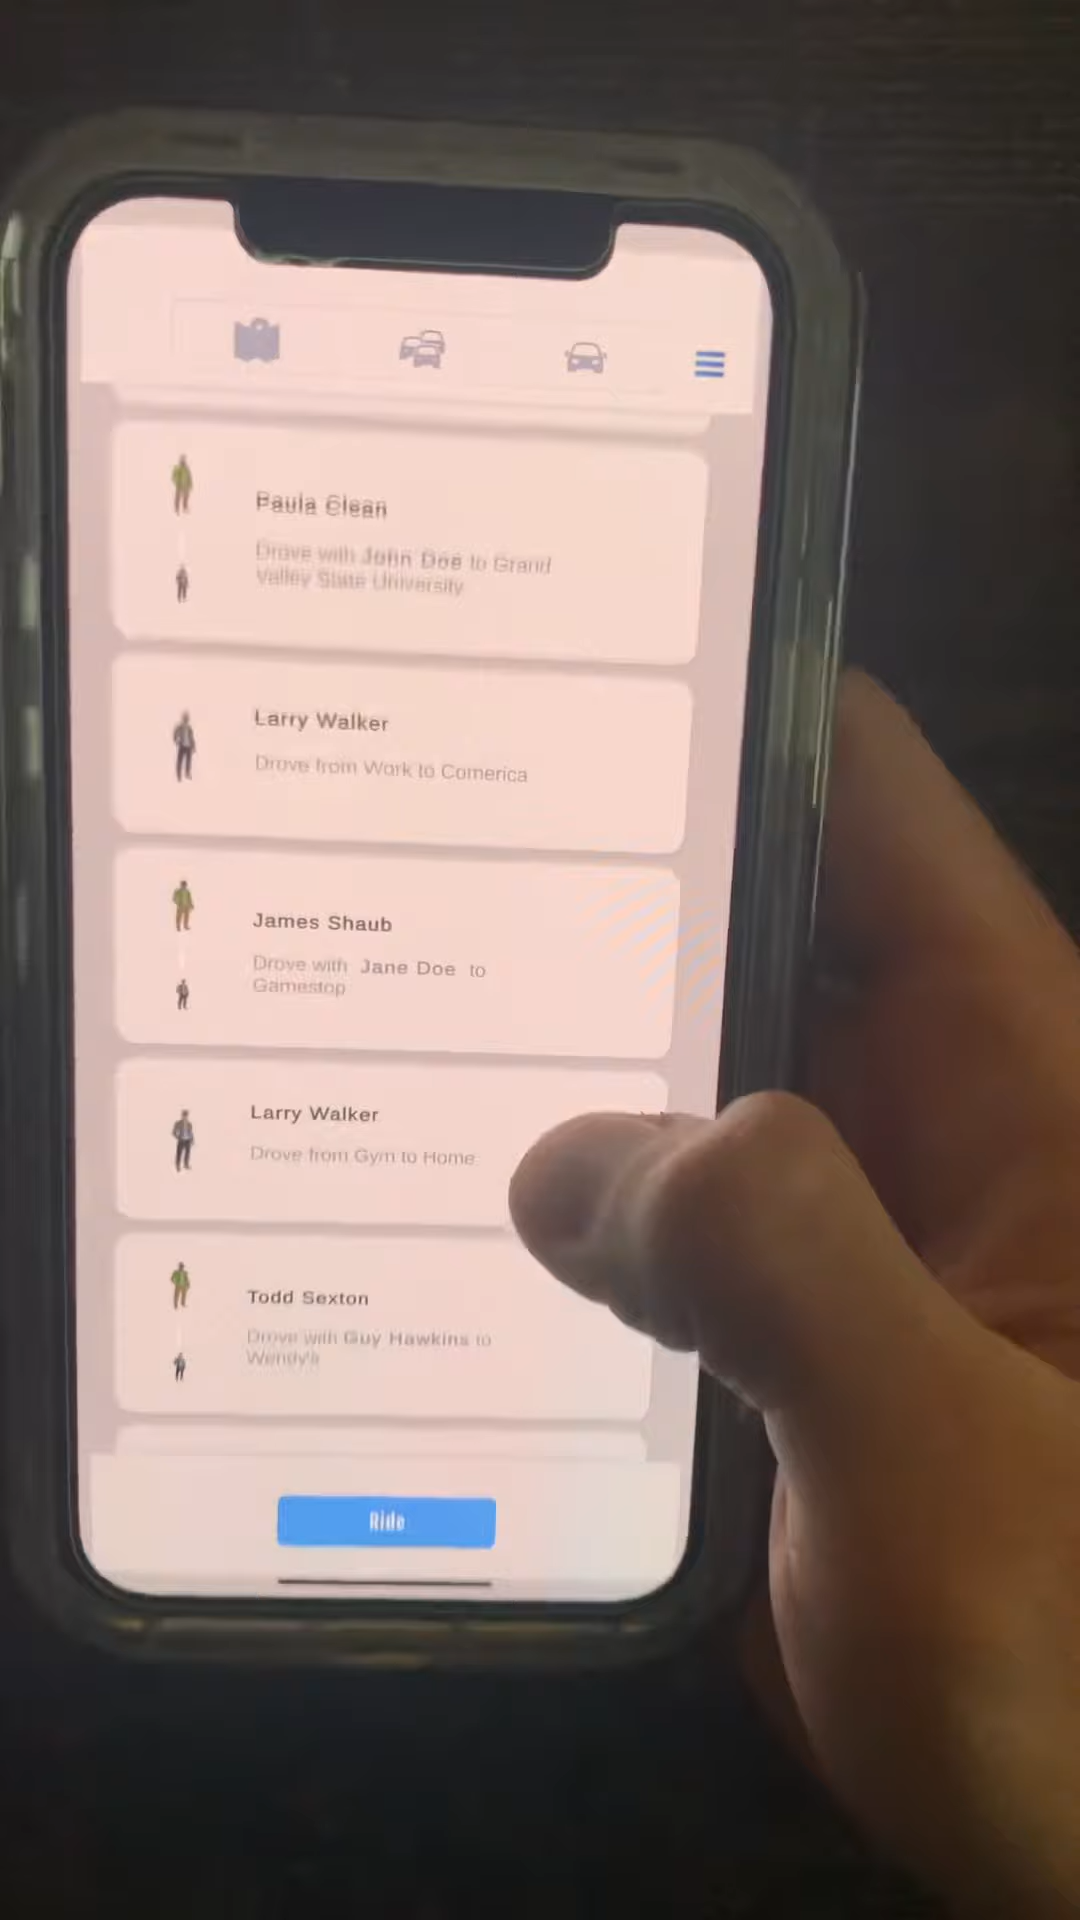 Paula Clean
Drove with John Doe to Grand
Valley State University
Larry Walker
Drove from Work to Comerica
James Shaub
Drove with Jane Doe to
Gamestop
Larry Walker
Drove from Gym to Home
Todd Sexton
Drove with Guy Hawkins to
Wendy's
Ride